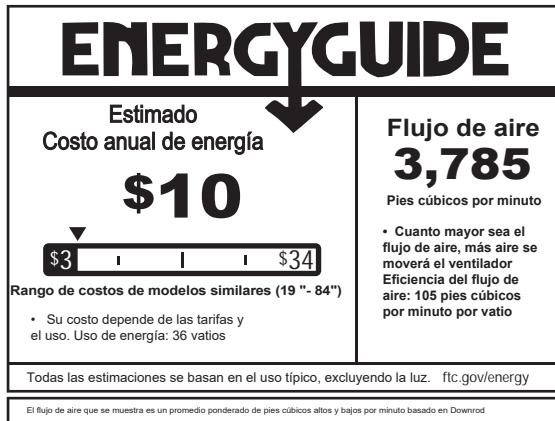 ENERGYGUIDE
Estimado
Costo anual de energía
$10
$3 $34
Rango de costos de modelos similares (19 "- 84")
• Su costo depende de las tarifas y
el uso. Uso de energía: 36 vatios
Flujo de aire
3,785
Pies cúbicos por minuto
• Cuanto mayor sea el
flujo de aire, más aire se
moverá el ventilador
Eficiencia del flujo de
aire: 105 pies cúbicos
por minuto por vatio
Todas las estimaciones se basan en el uso típico, excluyendo la luz. ftc.gov/energy
El flujo de aire que se muestra es un promedio ponderado de pies cúbicos altos y bajos por minuto basado en Downrod